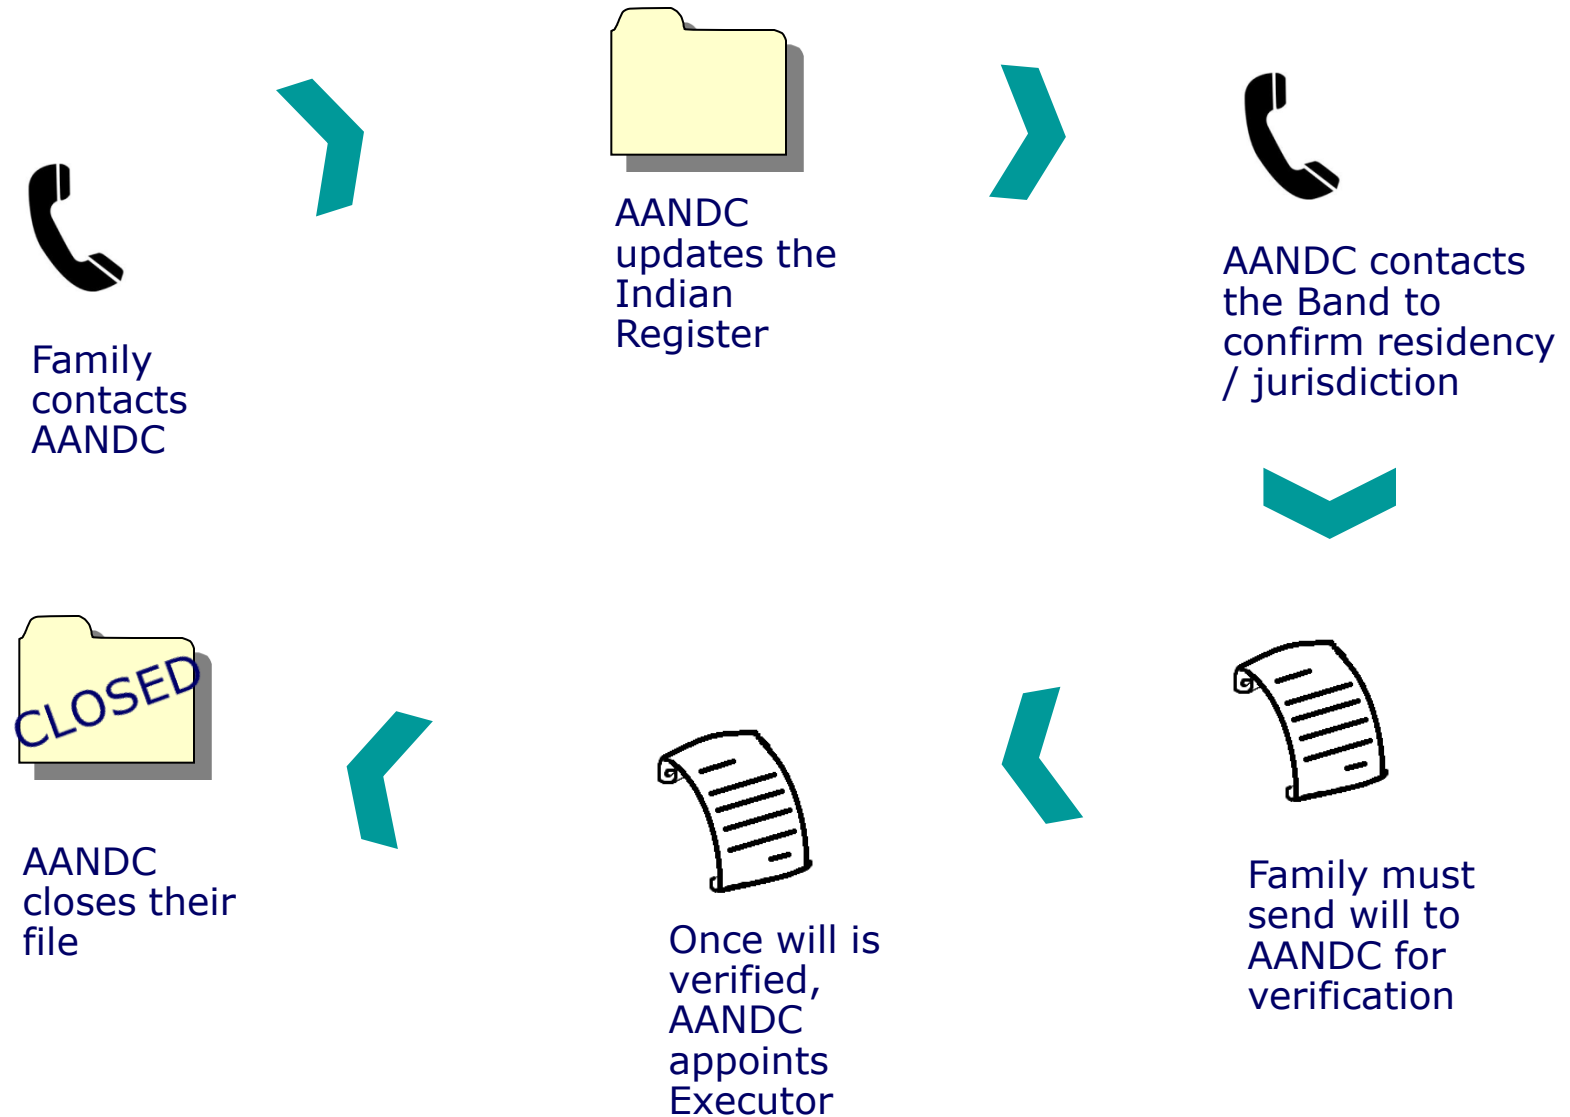 Family
contacts
AANDC
AANDC
updates the
Indian
Register
AANDC contacts
the Band to
confirm residency
/ jurisdiction
Family must
send will to
AANDC for
verification
Once will is
verified,
AANDC
appoints
Executor
CLOSED
AANDC
closes their
file